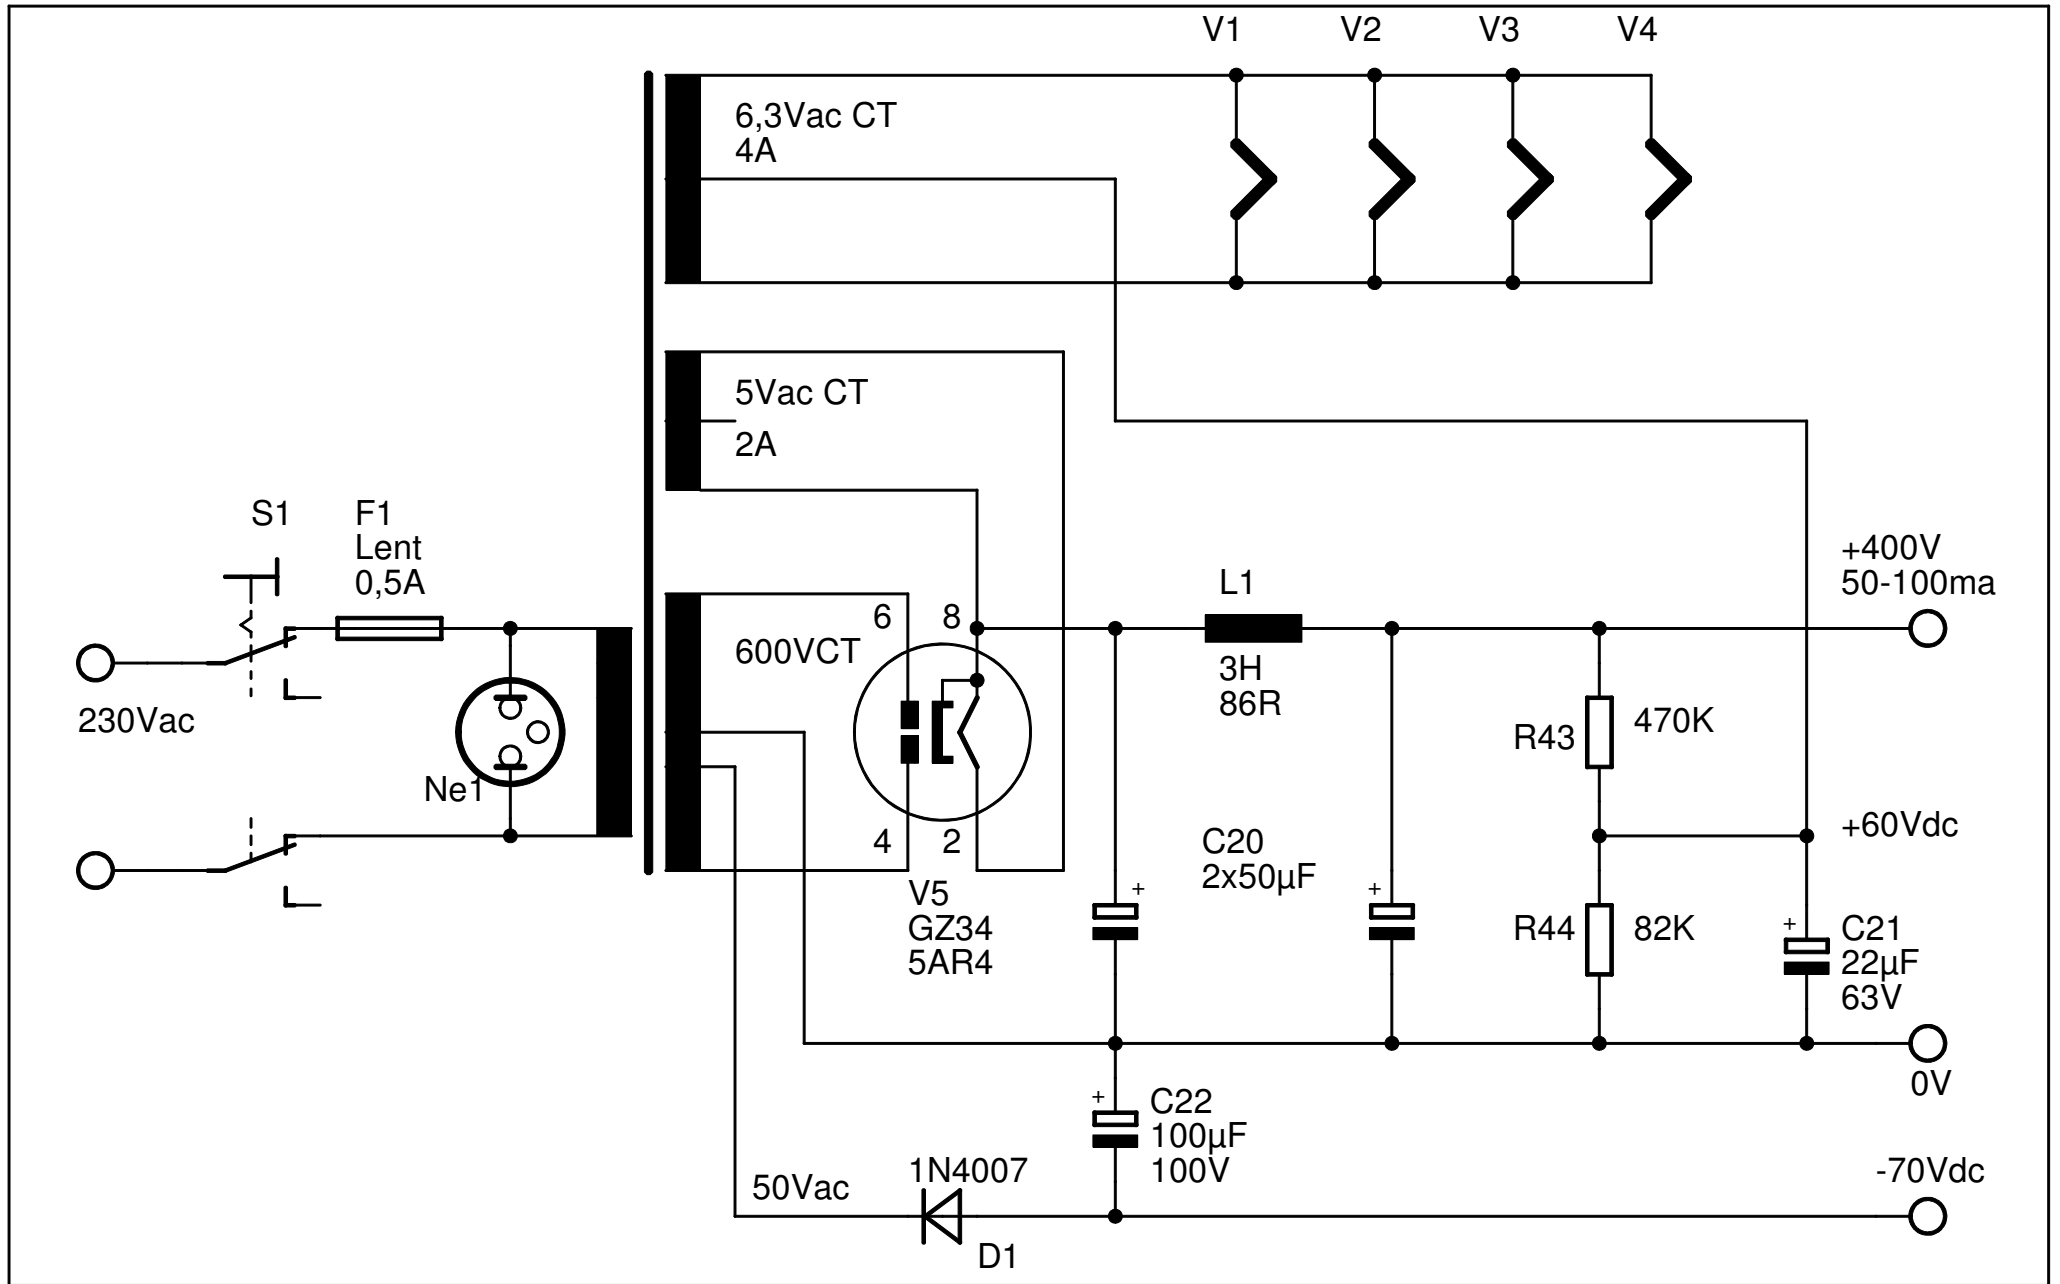 V1 V2 V3 V4
6,3Vac CT
4A
5Vac CT
2A
S1
F1
Lent
0,5A
230Vac
Ne1
600VCT
6
8
4
2
V5
GZ34
5AR4
L1
3H
86R
+400V
50-100ma
R43
470K
+60Vdc
C20
2x50µF
+
+
R44
82K
+
C21
22µF
63V
0V
+
C22
100µF
100V
50Vac
1N4007
D1
-70Vdc